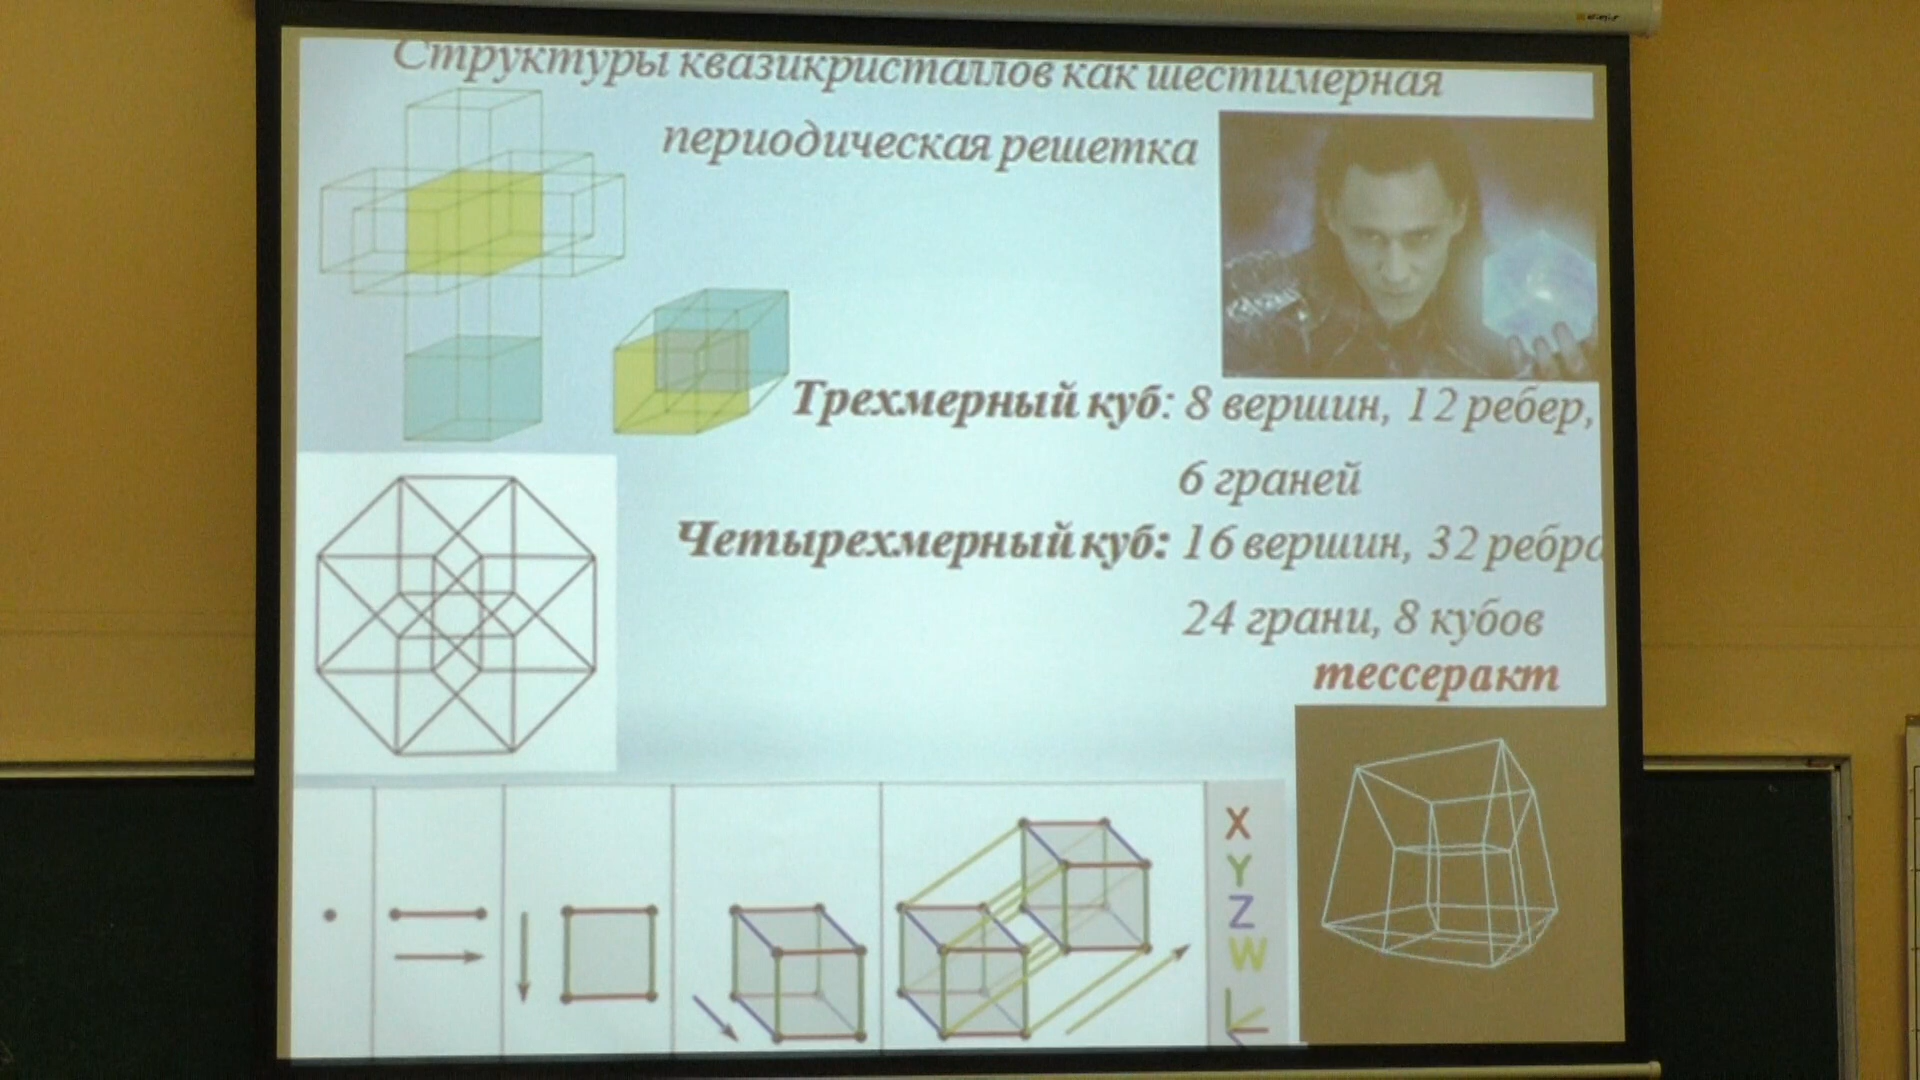 Структуры квазикристаллов как шестимерная
периодическая решетка
Трехмерный куб: 8 вершин, 12 ребер,
6 граней
Четырехмерный куб: 16 вершин, 32 ребра
24 грани, 8 кубов
тессеракт
X
Y
Z
W